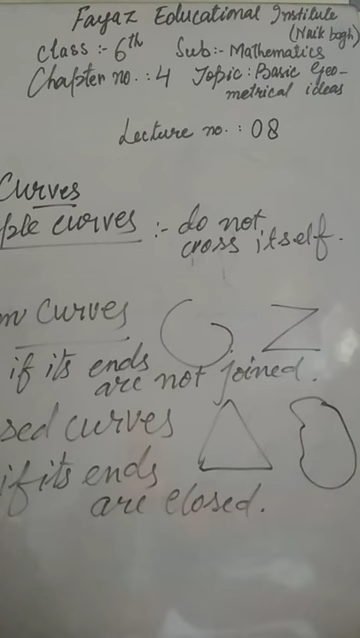 Fayaz Educational Institute
(Naik bagh)
Class :- 6th Sub:- Mathematics
Chapter no. : 4 Topic : Basic Geo-
metrical ideas
Lecture no. : 08
Curves
ple curves :- do not
cross itself.
n Curves
if its ends
are not joined.
sed curves
if its ends
are closed.